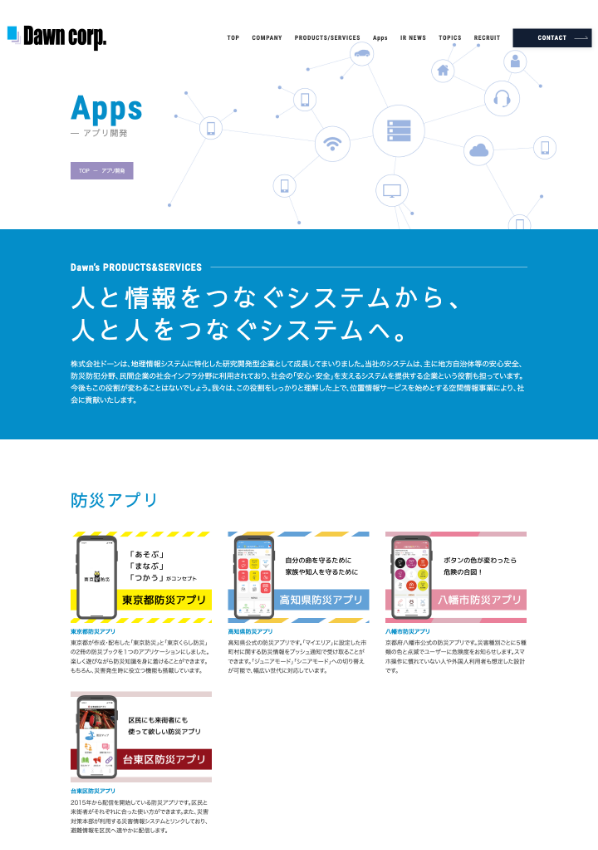 Dawn corp.
TOP COMPANY PRODUCTS/SERVICES Apps IR NEWS TOPICS RECRUIT CONTACT
Apps
— アプリ開発
TOP － アプリ開発
Dawn's PRODUCTS&SERVICES
人と情報をつなぐシステムから、
人と人をつなぐシステムへ。
株式会社ドーンは、地理情報システムに特化した研究開発型企業として成長してまいりました。当社のシステムは、主に地方自治体等の安心安全、
防災防犯分野、民間企業の社会インフラ分野に利用されており、社会の「安心・安全」を支えるシステムを提供する企業という役割も担っています。
今後もこの役割が変わることはないでしょう。我々は、この役割をしっかりと理解した上で、位置情報サービスを始めとする空間情報事業により、社
会に貢献いたします。
防災アプリ
「あそぶ」
「まなぶ」
「つかう」がコンセプト
東京都防災アプリ
東京都防災アプリ
東京都が作成・配布した「東京防災」と「東京くらし防災」
の2冊の防災ブックを1つのアプリケーションにしました。
楽しく遊びながら防災知識を身に着けることができます。
もちろん、災害発生時に役立つ機能も搭載しています。
自分の命を守るために
家族や知人を守るために
高知県防災アプリ
高知県防災アプリ
高知県公式の防災アプリです。「マイエリア」に設定した市
町村に関する防災情報をプッシュ通知で受け取ることが
できます。「ジュニアモード」「シニアモード」への切り替え
が可能で、幅広い世代に対応しています。
ボタンの色が変わったら
危険の合図！
八幡市防災アプリ
八幡市防災アプリ
京都府八幡市公式の防災アプリです。災害種別ごとに5種
類の色と点滅でユーザーに危険度をお知らせします。スマ
ホ操作に慣れていない人や外国人利用者も想定した設計
です。
区民にも来街者にも
使って欲しい防災アプリ
台東区防災アプリ
台東区防災アプリ
2015年から配信を開始している防災アプリです。区民と
来街者がそれぞれに合った使い方ができます。また、災害
対策本部が利用する災害情報システムとリンクしており、
避難情報を区民へ速やかに配信します。